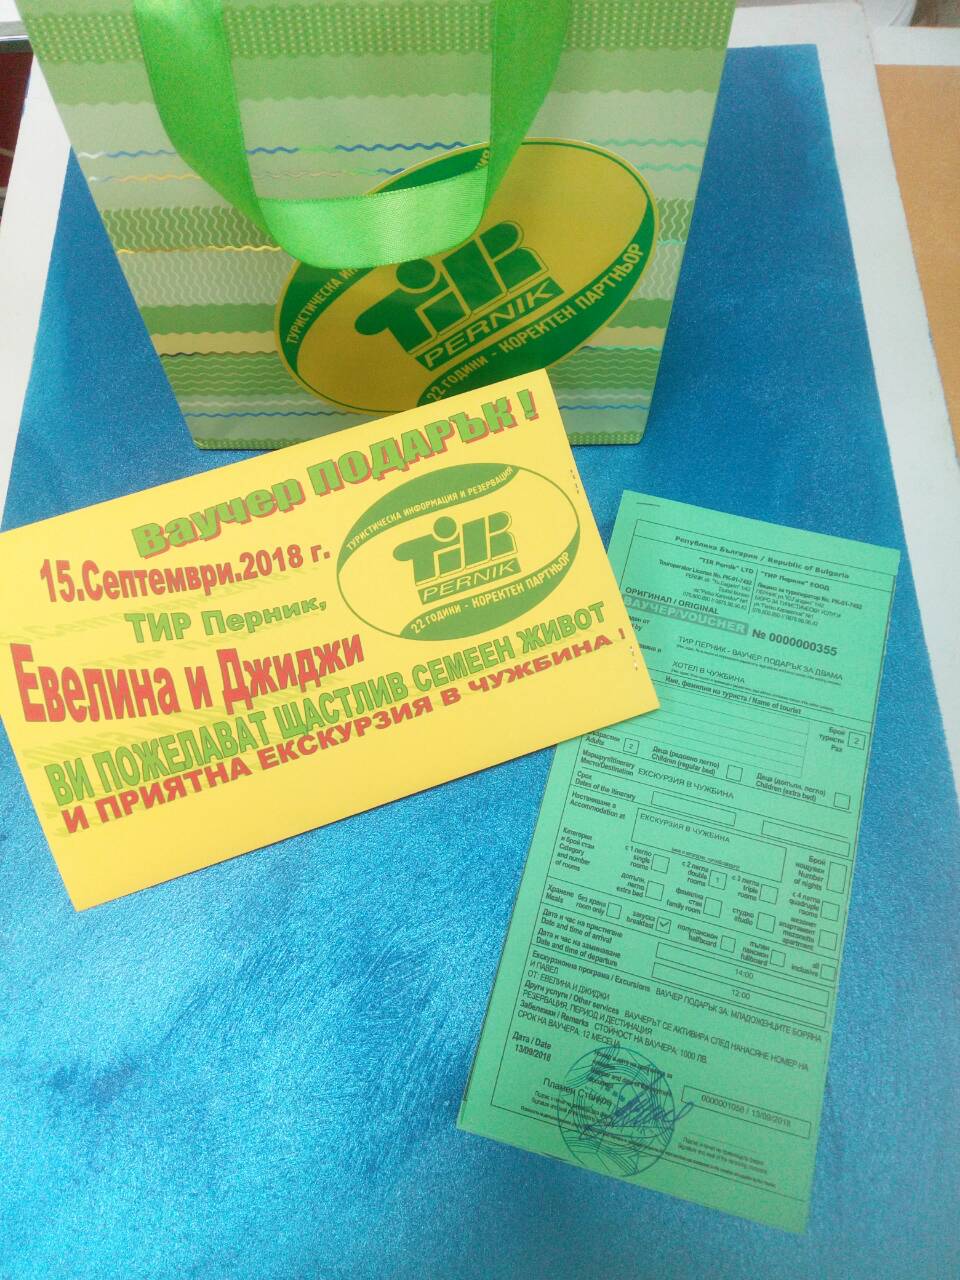 ТУРИСТИЧЕСКА
TIR
PERNIK
22 ГОДИНИ - КОРЕКТЕН ПАРТНЬОР
ваучер ПОДАРЪК !
15.Септември.2018 г.
ТИР Перник,
Евелина и Джиджи
ВИ ПОЖЕЛАВАТ ЩАСТЛИВ СЕМЕЕН ЖИВОТ
И ПРИЯТНА ЕКСКУРЗИЯ В ЧУЖБИНА !
ТУРИСТИЧЕСКА ИНФОРМАЦИЯ И РЕЗЕРВАЦИЯ
TIR
PERNIK
22 ГОДИНИ - КОРЕКТЕН ПАРТНЬОР
Република България / Republic of Bulgaria
"TIR Pernik" LTD
"ТИР Перник" ЕООД
ОРИГИНАЛ / ORIGINAL
ВАУЧЕР/VOUCHER № 0000000355
ТИР ПЕРНИК - ВАУЧЕР ПОДАРЪК ЗА ДВАМА
ХОТЕЛ В ЧУЖБИНА
Име, фамилия на туриста / Name of tourist
Брой туристи Pax 2
Adults 2
Деца (редовно легло) Children (regular bed)
Деца (допълн. легло) Children (extra bed)
Маршрут/Itinerary
Място/Destination ЕКСКУРЗИЯ В ЧУЖБИНА
Срок
Dates of the itinerary
Настаняване в
Accommodation at ЕКСКУРЗИЯ В ЧУЖБИНА
Брой нощувки Number of nights
Категория и брой стаи Category and number of rooms
с 1 легло single rooms
с 2 легла double rooms 1
с 3 легла triple rooms
с 4 легла quadruple rooms
допълн. легло extra bed
фамилна стая family room
студио studio
апартамент apartment
Хранене Meals
без храна room only
закуска breakfast ✓
полупансион halfboard
пълен пансион fullboard
all inclusive
Дата и час на пристигане
Date and time of arrival 14:00
Дата и час на заминаване
Date and time of departure 12:00
Екскурзионна програма / Excursions ВАУЧЕР ПОДАРЪК ЗА: МЛАДОЖЕНЦИТЕ БОРЯНА
И ПАВЕЛ
ОТ: ЕВЕЛИНА И ДЖИДЖИ
Други услуги / Other services ВАУЧЕРЪТ СЕ АКТИВИРА СЛЕД НАНАСЯНЕ НОМЕР НА
РЕЗЕРВАЦИЯ, ПЕРИОД И ДЕСТИНАЦИЯ
Забележки / Remarks СТОЙНОСТ НА ВАУЧЕРА: 1000 ЛВ.
СРОК НА ВАУЧЕРА: 12 МЕСЕЦА
Дата / Date
13/09/2018
0000001058 / 13/09/2018
Пламен